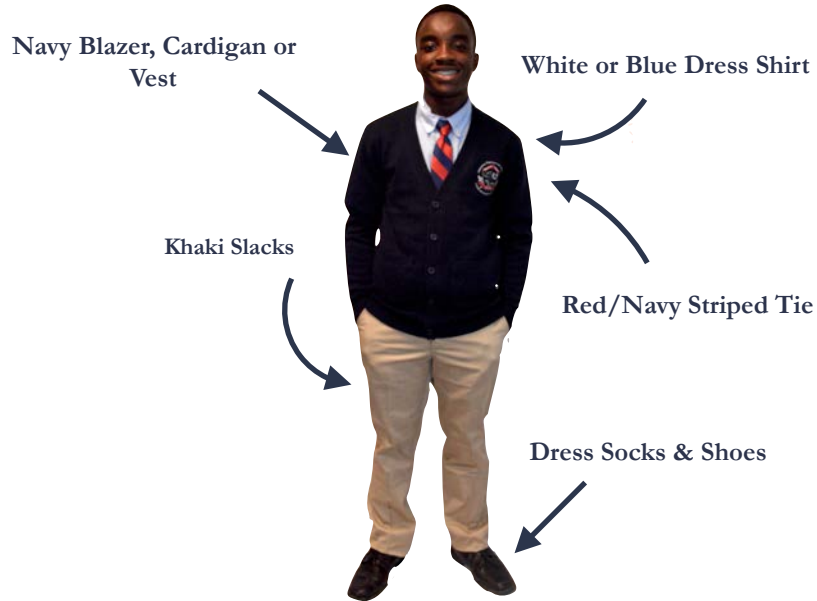 Navy Blazer, Cardigan or
Vest
White or Blue Dress Shirt
Khaki Slacks
Red/Navy Striped Tie
Dress Socks & Shoes